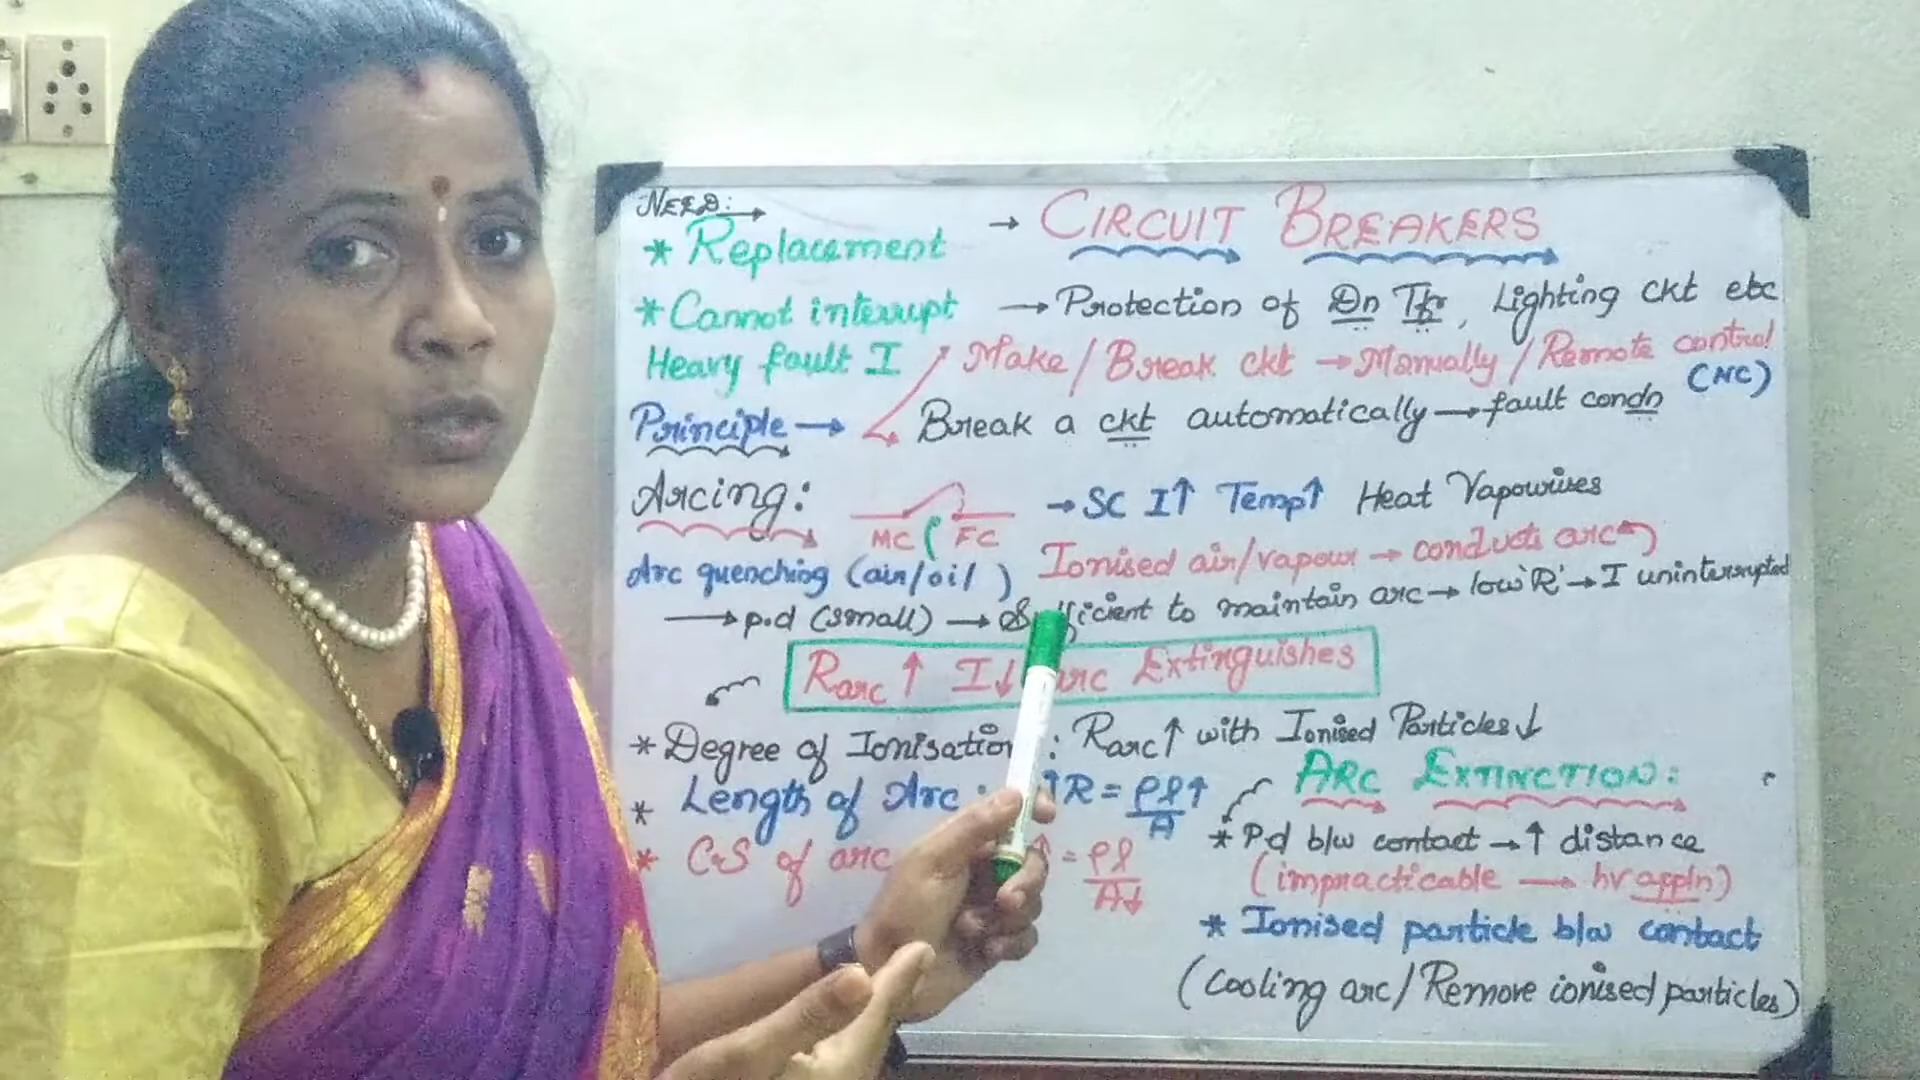 NEED: →
→ CIRCUIT BREAKERS
* Replacement
* Cannot interrupt
Heavy fault I
→ Protection of Dn Tfr, Lighting ckt etc
Make / Break ckt → Manually / Remote control
(NC)
Principle → Break a ckt automatically → fault condn
Arcing:
MC FC
→ SC I↑ Temp↑ Heat Vapourises
Arc quenching (air/oil)
Ionised air/vapour → conducts arc
→ p.d (small) → Sufficient to maintain arc → low 'R' → I uninterrupted
Rarc ↑ I↓ arc Extinguishes
* Degree of Ionisation : Rarc↑ with Ionised Particles↓
* Length of Arc : ↑R = ρl↑/A
* C.S of arc ↑ = ρl/A↓
ARC EXTINCTION:
* P.d b/w contact → ↑ distance
(impracticable → hv appln)
* Ionised particle b/w contact
(Cooling arc / Remove ionised particles)